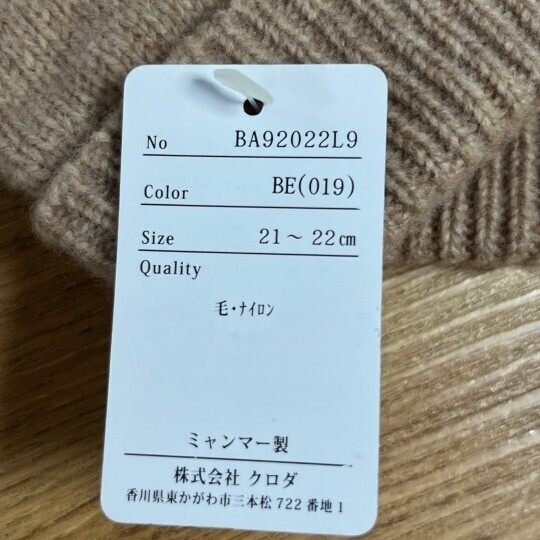 No BA92022L9
Color BE(019)
Size 21～22㎝
Quality
毛・ﾅｲﾛﾝ
ミャンマー製
株式会社 クロダ
香川県東かがわ市三本松722番地1